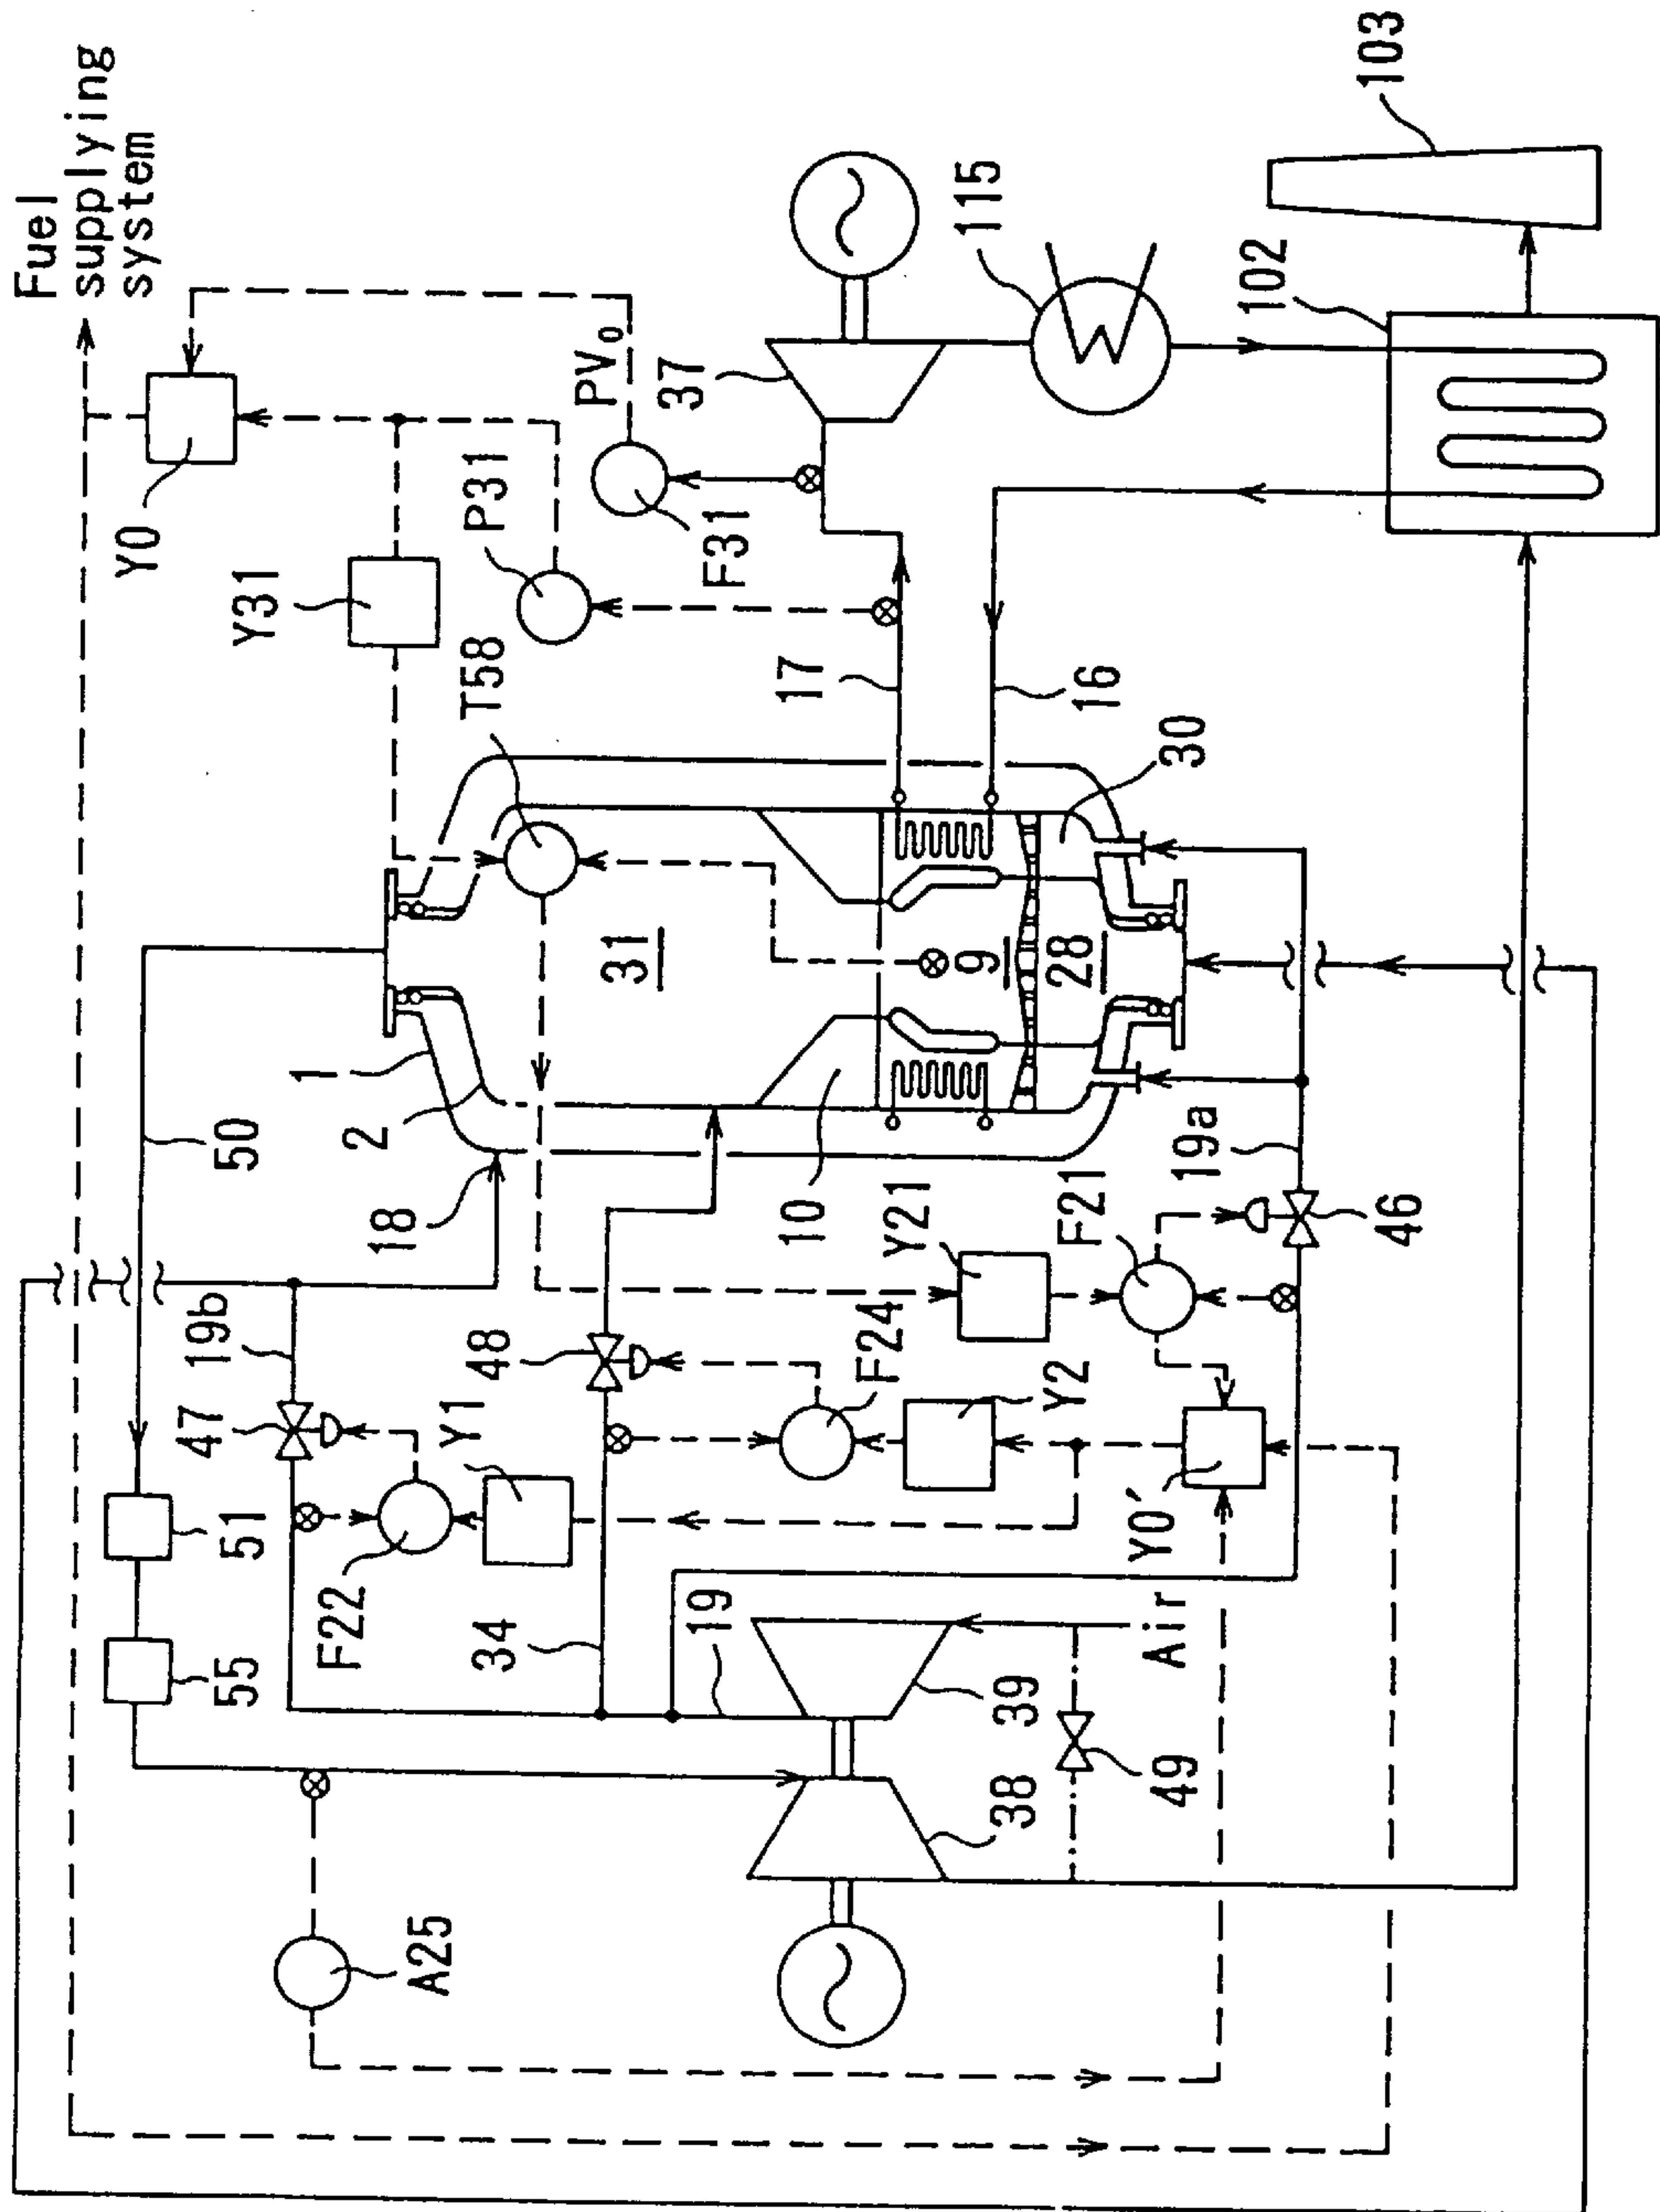 Fuel
supplying
system
Y0
Y31
P31
PV₀
F31
37
115
102
103
T58
17
16
30
31
9
28
1
2
10
50
18
19b
47
48
Y1
F24
Y2
Y21
F21
19a
46
51
55
F22
34
19
39
Air
Y0′
38
49
A25